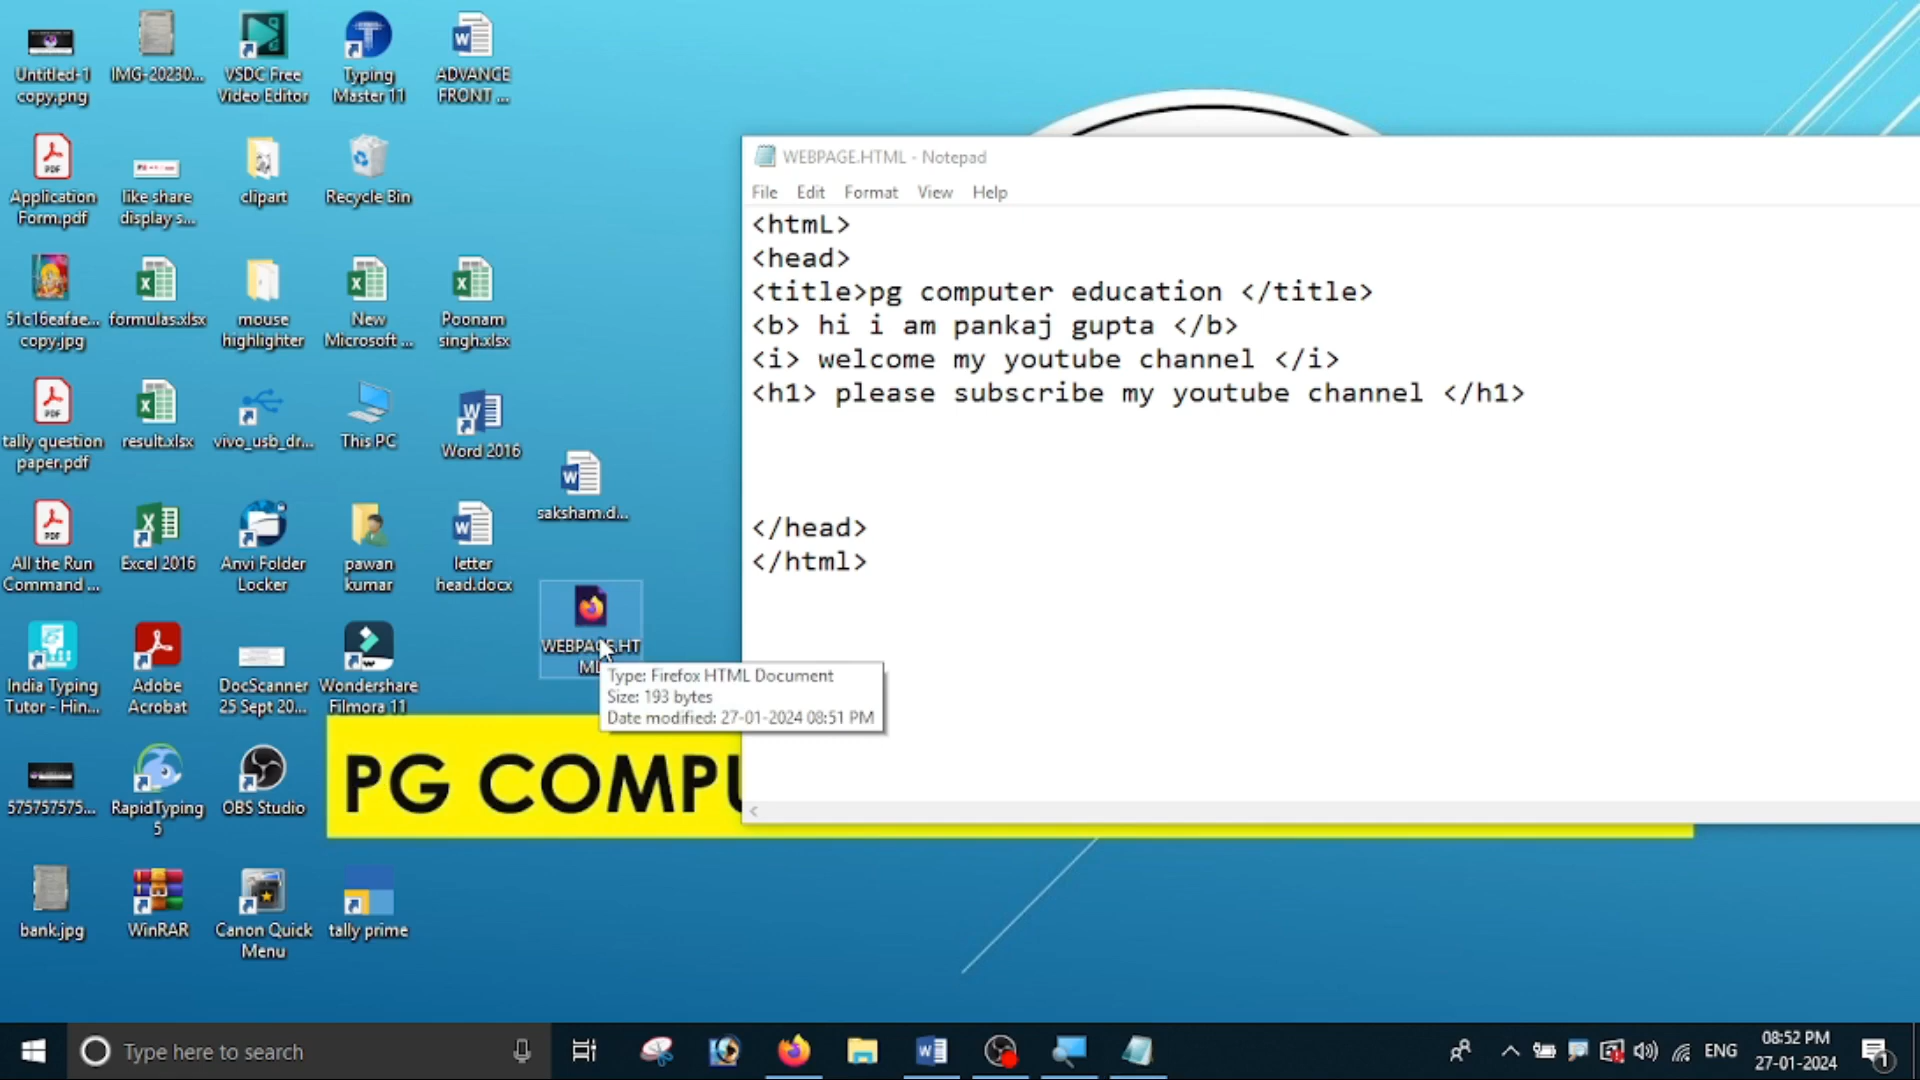 Untitled-1
copy.png
IMG-20230...
VSDC Free
Video Editor
Typing
Master 11
ADVANCE
FRONT ...
Application
Form.pdf
like share
display s...
clipart
Recycle Bin
51c16eafae...
copy.jpg
formulas.xlsx
mouse
highlighter
New
Microsoft ...
Poonam
singh.xlsx
tally question
paper.pdf
result.xlsx
vivo_usb_dr...
This PC
Word 2016
saksham.d...
All the Run
Command ...
Excel 2016
Anvi Folder
Locker
pawan
kumar
letter
head.docx
WEBPAGE.HT
ML
India Typing
Tutor - Hin...
Adobe
Acrobat
DocScanner
25 Sept 20...
Wondershare
Filmora 11
575757575...
RapidTyping
5
OBS Studio
bank.jpg
WinRAR
Canon Quick
Menu
tally prime
Type: Firefox HTML Document
Size: 193 bytes
Date modified: 27-01-2024 08:51 PM
PG COMPU
WEBPAGE.HTML - Notepad
File Edit Format View Help
<htmL>
<head>
<title>pg computer education </title>
<b> hi i am pankaj gupta </b>
<i> welcome my youtube channel </i>
<h1> please subscribe my youtube channel </h1>
</head>
</html>
Type here to search
ENG
08:52 PM
27-01-2024
1